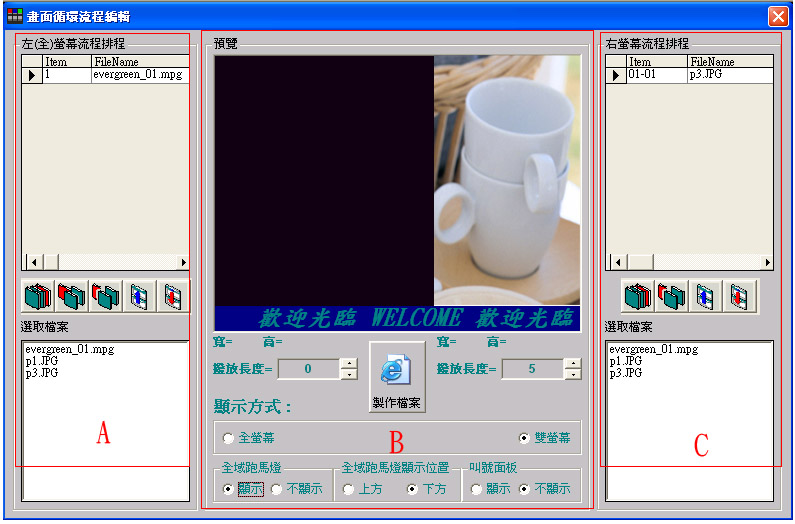 畫面循環流程編輯
左(全)螢幕流程排程
Item FileName
1 evergreen_01.mpg
選取檔案
evergreen_01.mpg
p1.JPG
p3.JPG
A
預覽
歡迎光臨 WELCOME 歡迎光臨
寬= 高=
寬= 高=
撥放長度= 0
製作檔案
撥放長度= 5
顯示方式：
全螢幕
雙螢幕
B
全域跑馬燈
顯示 不顯示
全域跑馬燈顯示位置
上方 下方
叫號面板
顯示 不顯示
右螢幕流程排程
Item FileName
01-01 p3.JPG
選取檔案
evergreen_01.mpg
p1.JPG
p3.JPG
C